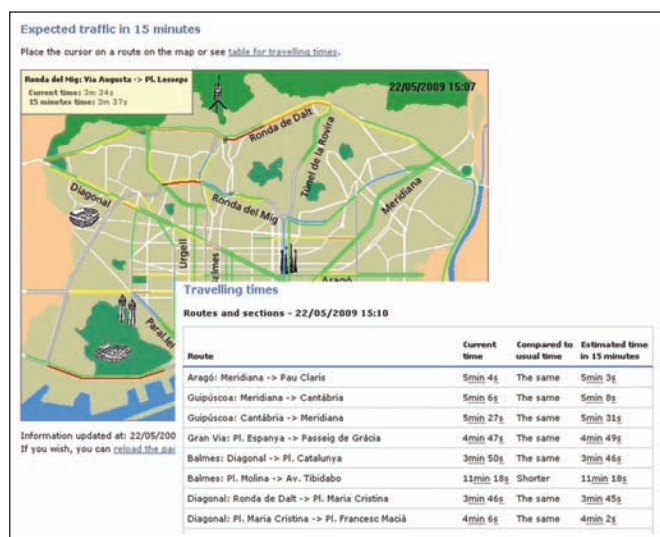 Expected traffic in 15 minutes
Place the cursor on a route on the map or see table for travelling times.
Ronda del Mig: Via Augusta -> Pl. Lesseps
Current time: 3m 34s
15 minutes time: 3m 37s
22/05/2009 15:07
Ronda de Dalt
Túnel de la Rovira
Meridiana
Diagonal
Ronda del Mig
Urgell
Aragó
Paral.lel
Travelling times
Routes and sections - 22/05/2009 15:10
Route Current time Compared to usual time Estimated time in 15 minutes
Aragó: Meridiana -> Pau Claris 5min 4s The same 5min 3s
Guipúscoa: Meridiana -> Cantàbria 5min 6s The same 5min 8s
Guipúscoa: Cantàbria -> Meridiana 5min 27s The same 5min 31s
Gran Via: Pl. Espanya -> Passeig de Gràcia 4min 47s The same 4min 49s
Balmes: Diagonal -> Pl. Catalunya 3min 50s The same 3min 46s
Balmes: Pl. Molina -> Av. Tibidabo 11min 18s Shorter 11min 18s
Diagonal: Ronda de Dalt -> Pl. Maria Cristina 3min 46s The same 3min 45s
Diagonal: Pl. Maria Cristina -> Pl. Francesc Macià 4min 6s The same 4min 2s
Information updated at: 22/05/200
If you wish, you can reload the pa